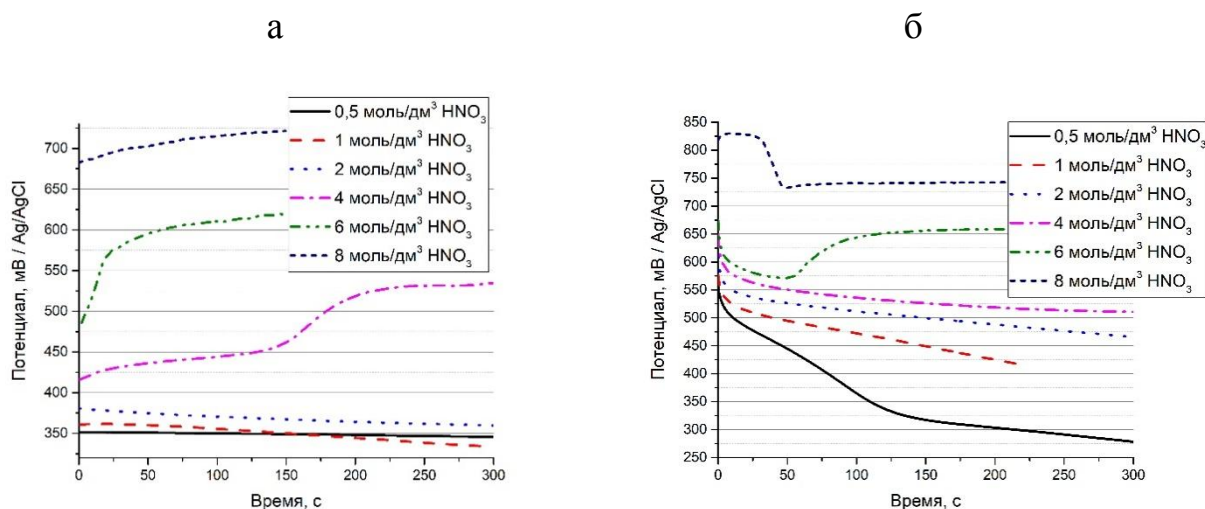 а
б
Потенциал, мВ / Ag/AgCl
700
650
600
550
500
450
400
350
0 50 100 150 200 250 300
Время, с
0,5 моль/дм³ HNO₃
1 моль/дм³ HNO₃
2 моль/дм³ HNO₃
4 моль/дм³ HNO₃
6 моль/дм³ HNO₃
8 моль/дм³ HNO₃
Потенциал, мВ / Ag/AgCl
850
800
750
700
650
600
550
500
450
400
350
300
250
0 50 100 150 200 250 300
Время, с
0,5 моль/дм³ HNO₃
1 моль/дм³ HNO₃
2 моль/дм³ HNO₃
4 моль/дм³ HNO₃
6 моль/дм³ HNO₃
8 моль/дм³ HNO₃